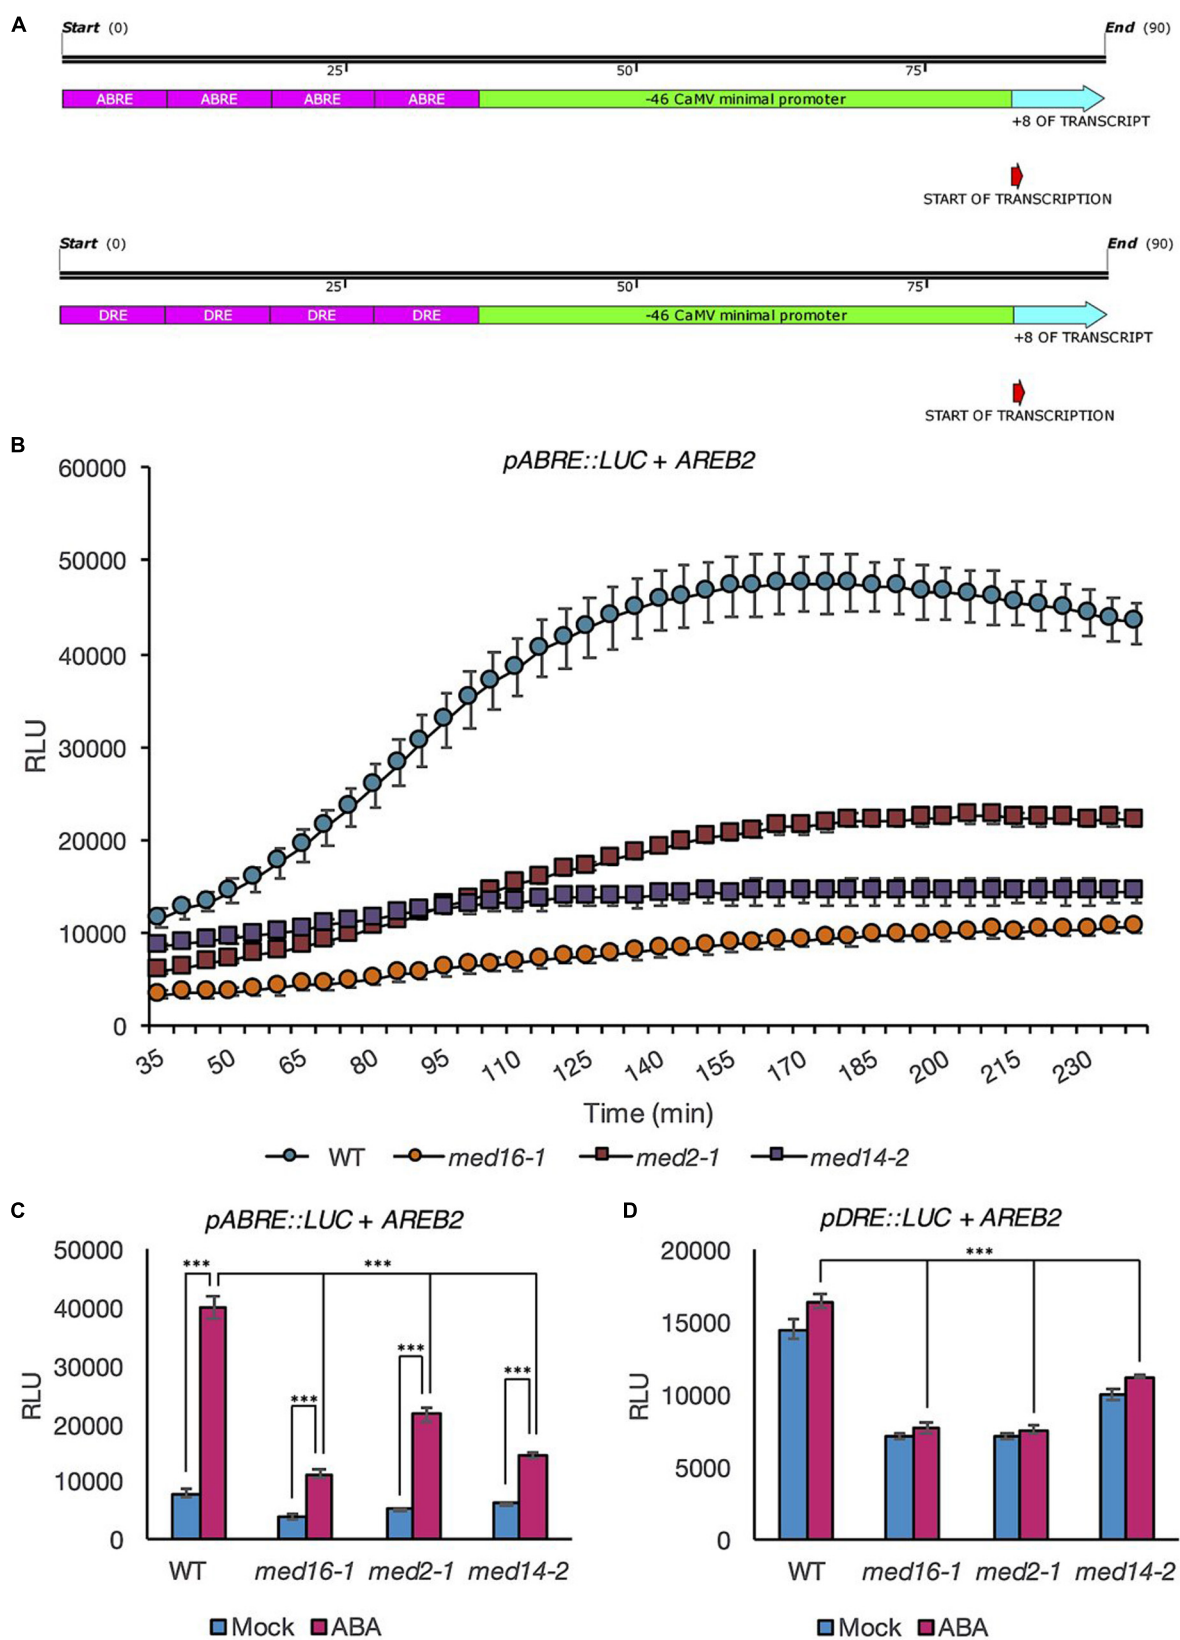 A
Start (0)
End (90)
25 50 75
ABRE ABRE ABRE ABRE -46 CaMV minimal promoter
+8 OF TRANSCRIPT
START OF TRANSCRIPTION
Start (0)
End (90)
25 50 75
DRE DRE DRE DRE -46 CaMV minimal promoter
+8 OF TRANSCRIPT
START OF TRANSCRIPTION
B
pABRE::LUC + AREB2
60000
50000
40000
30000
20000
10000
0
RLU
35 50 65 80 95 110 125 140 155 170 185 200 215 230
Time (min)
WT med16-1 med2-1 med14-2
C
pABRE::LUC + AREB2
50000
40000
30000
20000
10000
0
RLU
*** ***
***
***
***
WT med16-1 med2-1 med14-2
Mock ABA
D
pDRE::LUC + AREB2
20000
15000
10000
5000
0
RLU
***
WT med16-1 med2-1 med14-2
Mock ABA